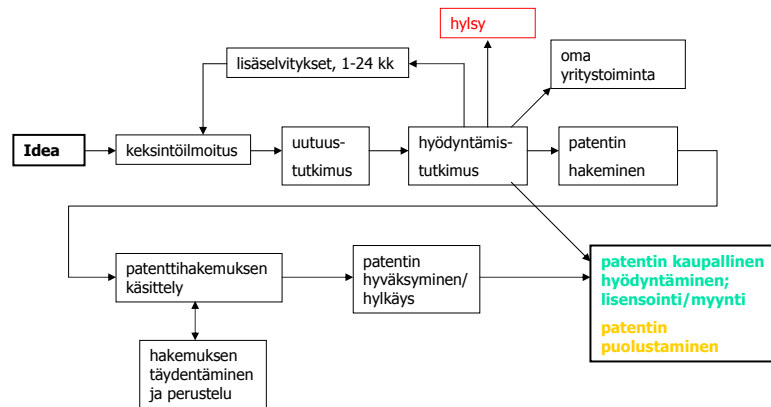 hylsy
lisäselvitykset, 1-24 kk
oma
yritystoiminta
Idea
keksintöilmoitus
uutuus-
tutkimus
hyödyntämis-
tutkimus
patentin
hakeminen
patenttihakemuksen
käsittely
patentin
hyväksyminen/
hylkäys
patentin kaupallinen
hyödyntäminen;
lisensointi/myynti
patentin
puolustaminen
hakemuksen
täydentäminen
ja perustelu